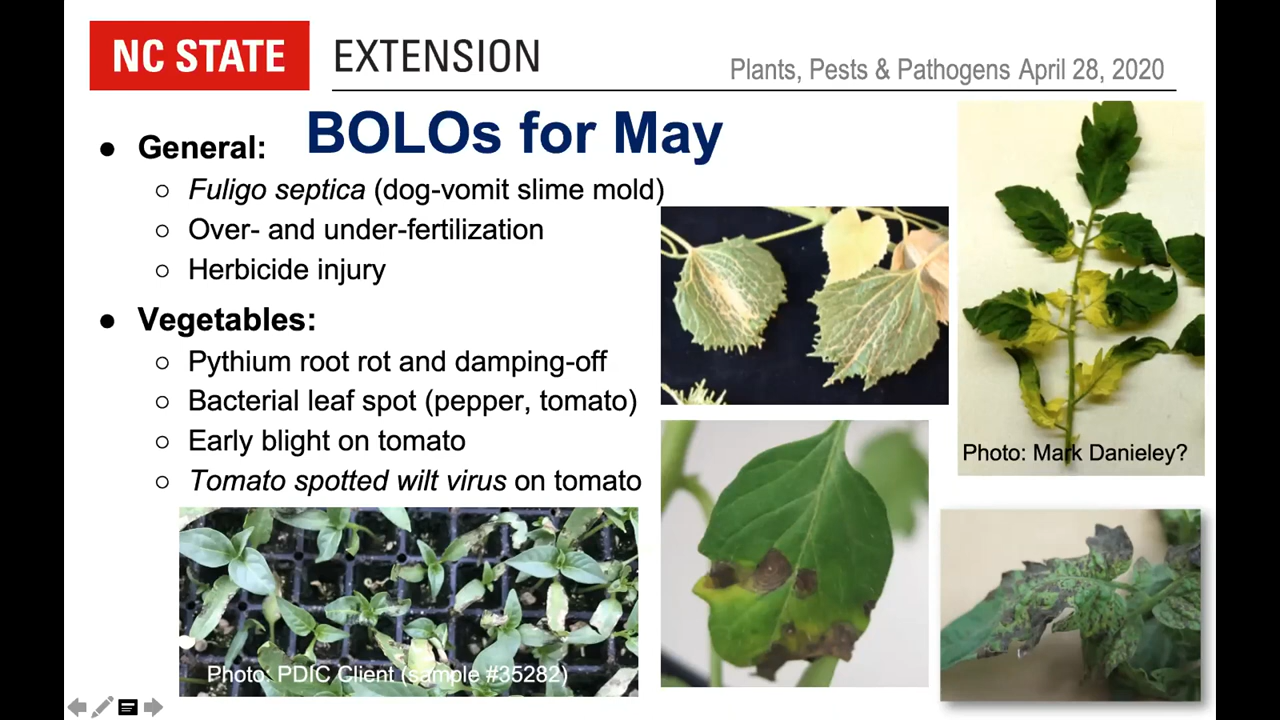 NC STATE EXTENSION
Plants, Pests & Pathogens April 28, 2020
BOLOs for May
● General:
○ Fuligo septica (dog-vomit slime mold)
○ Over- and under-fertilization
○ Herbicide injury
● Vegetables:
○ Pythium root rot and damping-off
○ Bacterial leaf spot (pepper, tomato)
○ Early blight on tomato
○ Tomato spotted wilt virus on tomato
Photo: Mark Danieley?
Photo: PDIC Client (sample #35282)